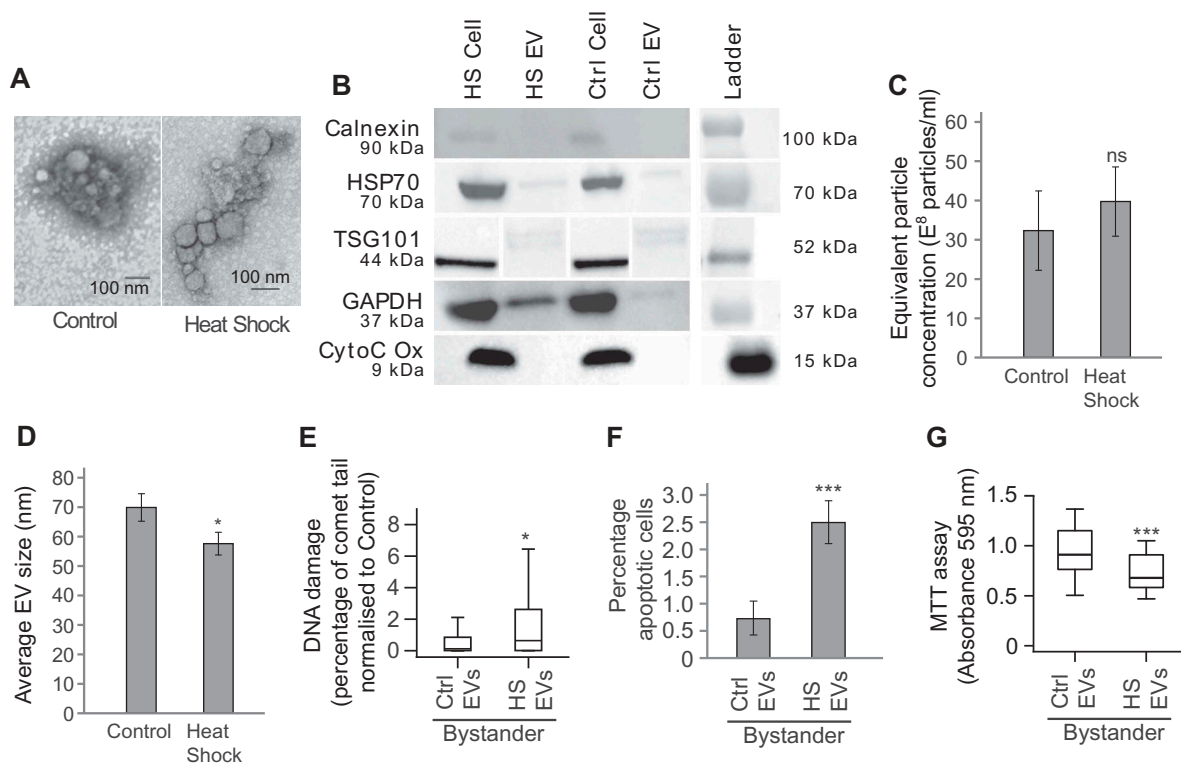 A
100 nm
100 nm
Control
Heat Shock
B
HS Cell
HS EV
Ctrl Cell
Ctrl EV
Ladder
Calnexin
90 kDa
100 kDa
HSP70
70 kDa
70 kDa
TSG101
44 kDa
52 kDa
GAPDH
37 kDa
37 kDa
CytoC Ox
9 kDa
15 kDa
C
Equivalent particle
concentration (E⁸ particles/ml)
60
50
40
30
20
10
0
ns
Control
Heat
Shock
D
Average EV size (nm)
80
70
60
50
40
30
20
10
0
*
Control
Heat
Shock
E
DNA damage
(percentage of comet tail
normalised to Control)
8
6
4
2
0
*
Ctrl
EVs
HS
EVs
Bystander
F
Percentage
apoptotic cells
3.0
2.5
2.0
1.5
1.0
0.5
0
***
Ctrl
EVs
HS
EVs
Bystander
G
MTT assay
(Absorbance 595 nm)
1.5
1.0
0.5
0
***
Ctrl
EVs
HS
EVs
Bystander